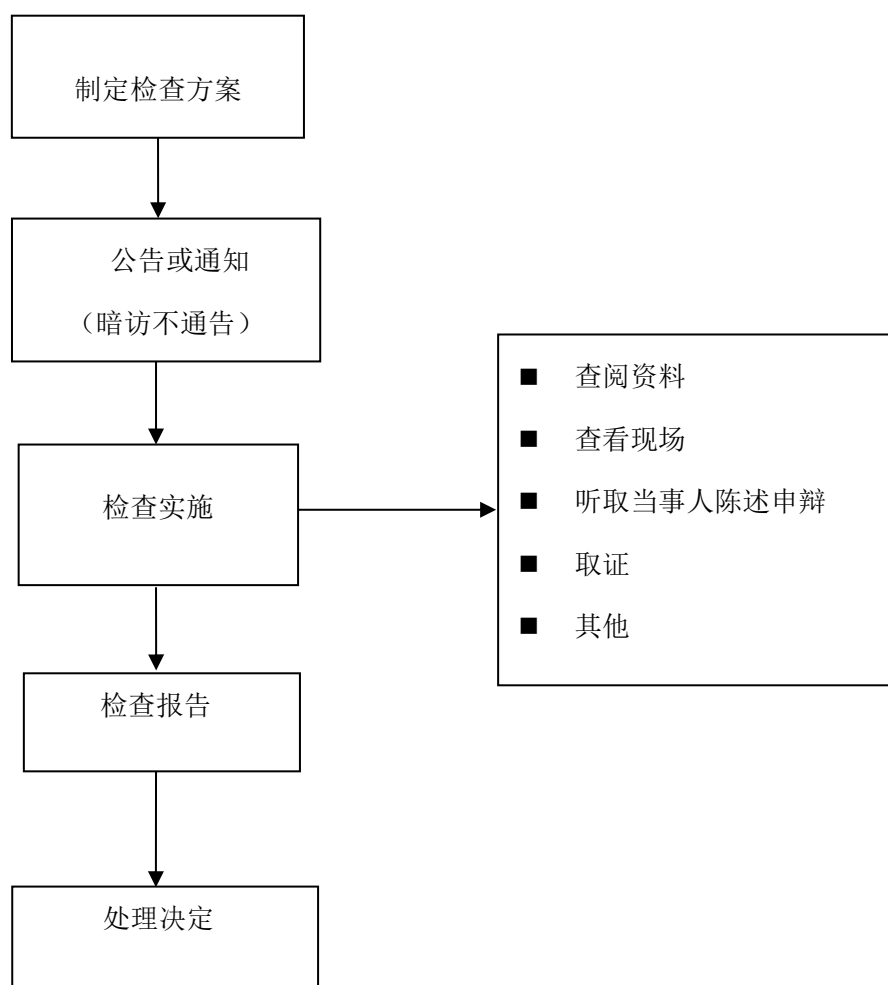 制定检查方案
公告或通知
（暗访不通告）
■ 查阅资料
■ 查看现场
检查实施
■ 听取当事人陈述申辩
■ 取证
■ 其他
检查报告
处理决定